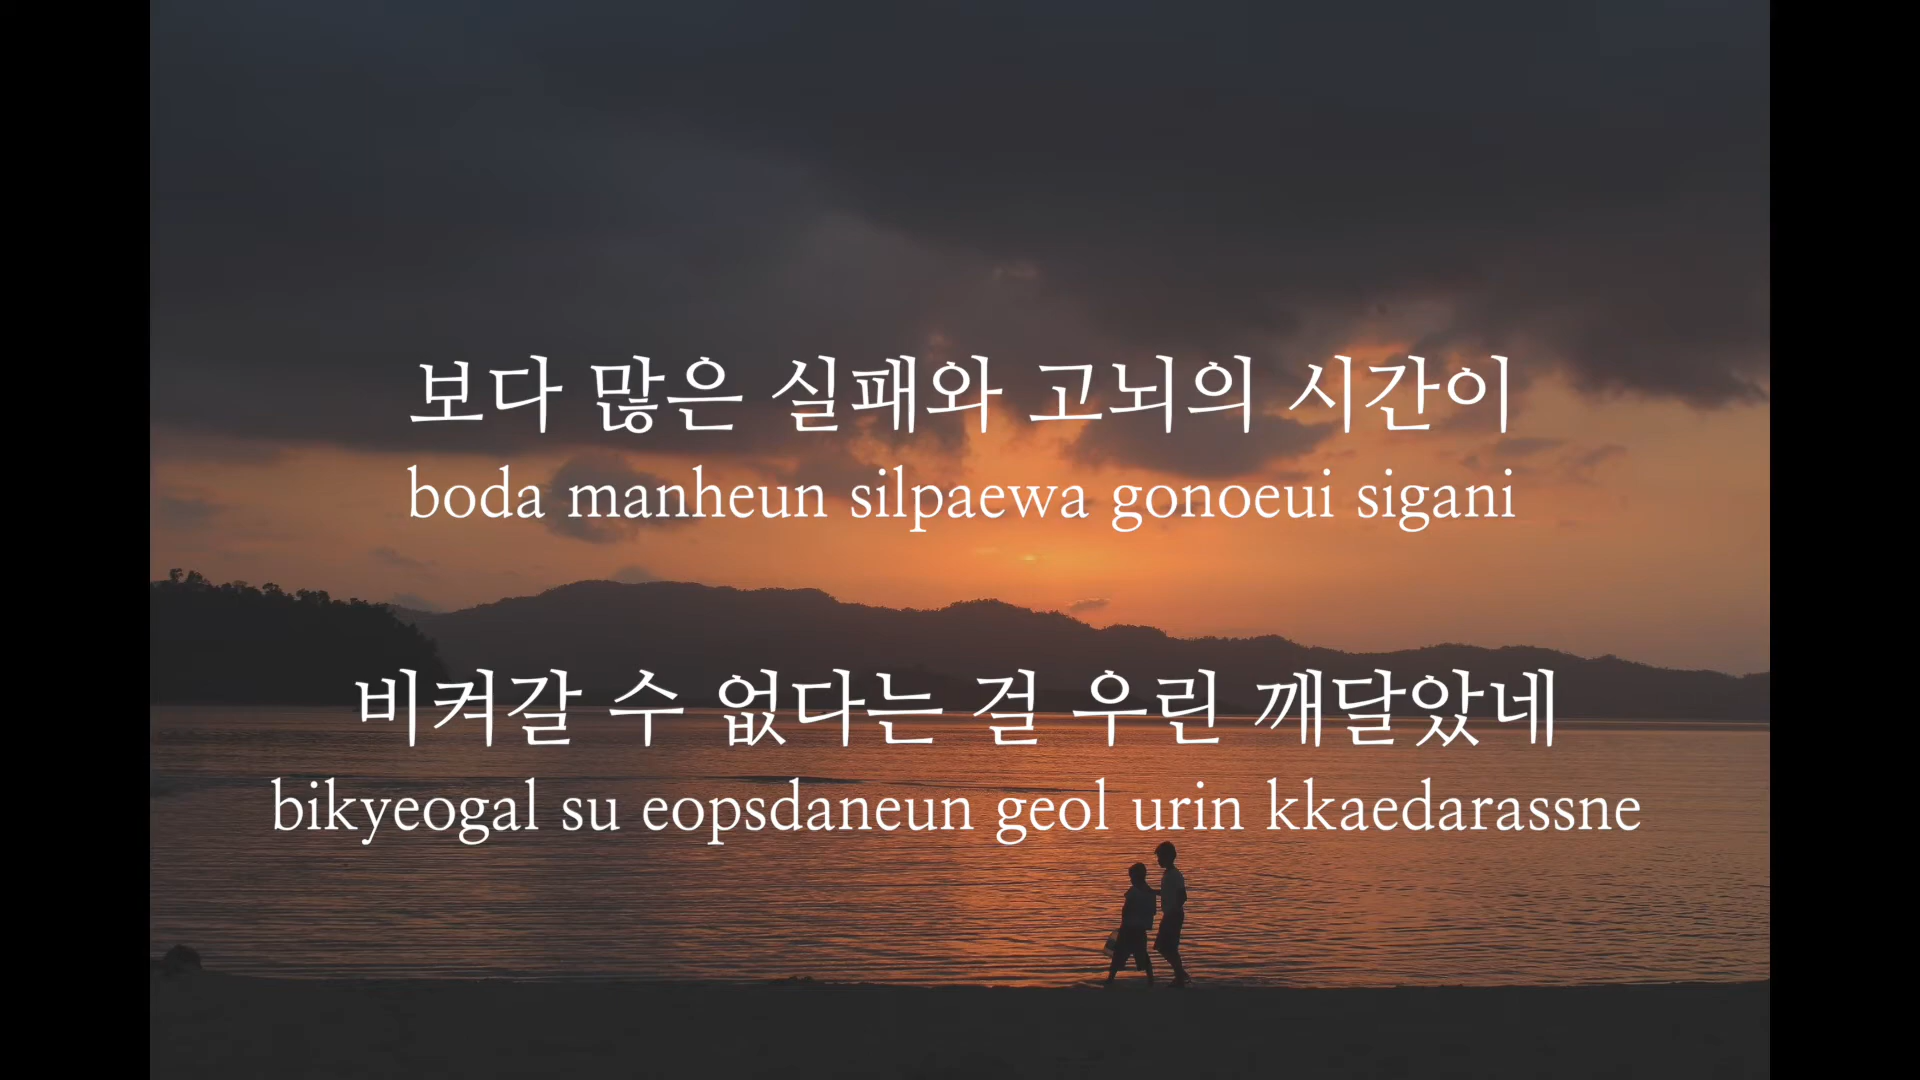 보다 많은 실패와 고뇌의 시간이
boda manheun silpaewa gonoeui sigani
비켜갈 수 없다는 걸 우린 깨달았네
bikyeogal su eopsdaneun geol urin kkaedarassne